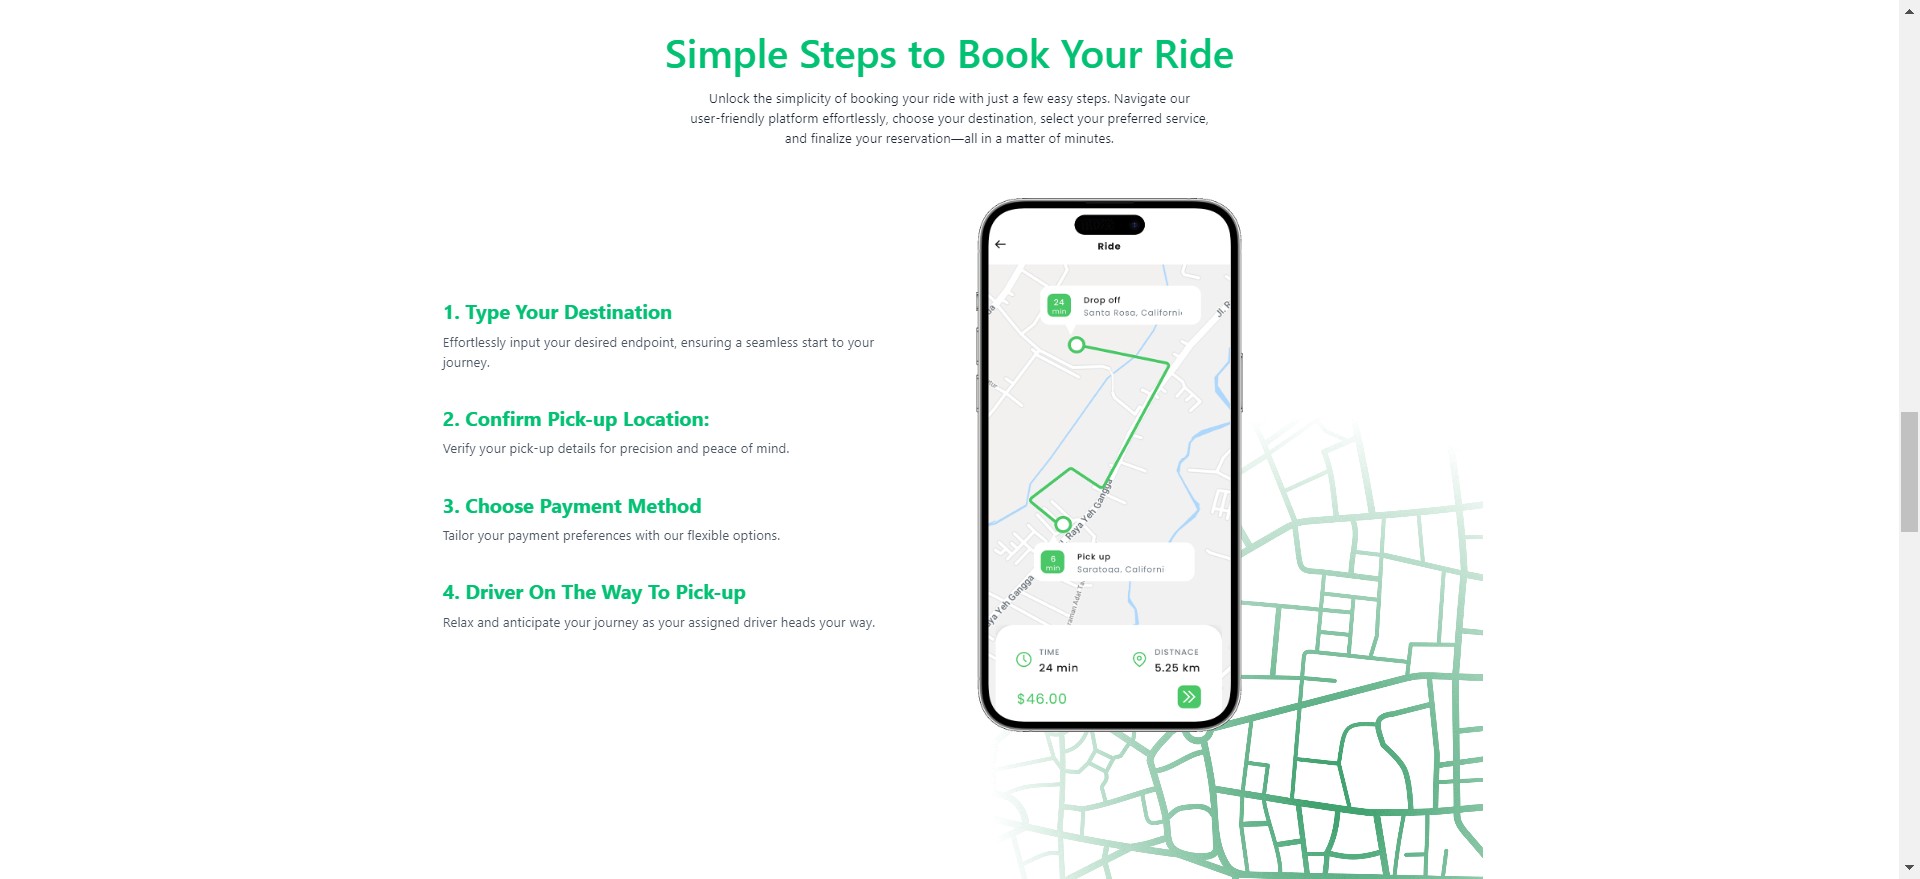 Simple Steps to Book Your Ride
Unlock the simplicity of booking your ride with just a few easy steps. Navigate our
user-friendly platform effortlessly, choose your destination, select your preferred service,
and finalize your reservation—all in a matter of minutes.
1. Type Your Destination
Effortlessly input your desired endpoint, ensuring a seamless start to your
journey.
2. Confirm Pick-up Location:
Verify your pick-up details for precision and peace of mind.
3. Choose Payment Method
Tailor your payment preferences with our flexible options.
4. Driver On The Way To Pick-up
Relax and anticipate your journey as your assigned driver heads your way.
Ride
24
min
Drop off
Santa Rosa, Californi
Jl. R
Raya Yeh Gangga
6
min
Pick up
Saratoga, Californi
Gangga
TIME
24 min
DISTNACE
5.25 km
$46.00